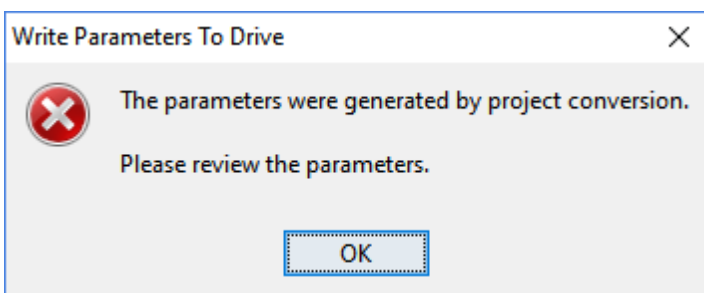 Write Parameters To Drive
The parameters were generated by project conversion.
Please review the parameters.
OK